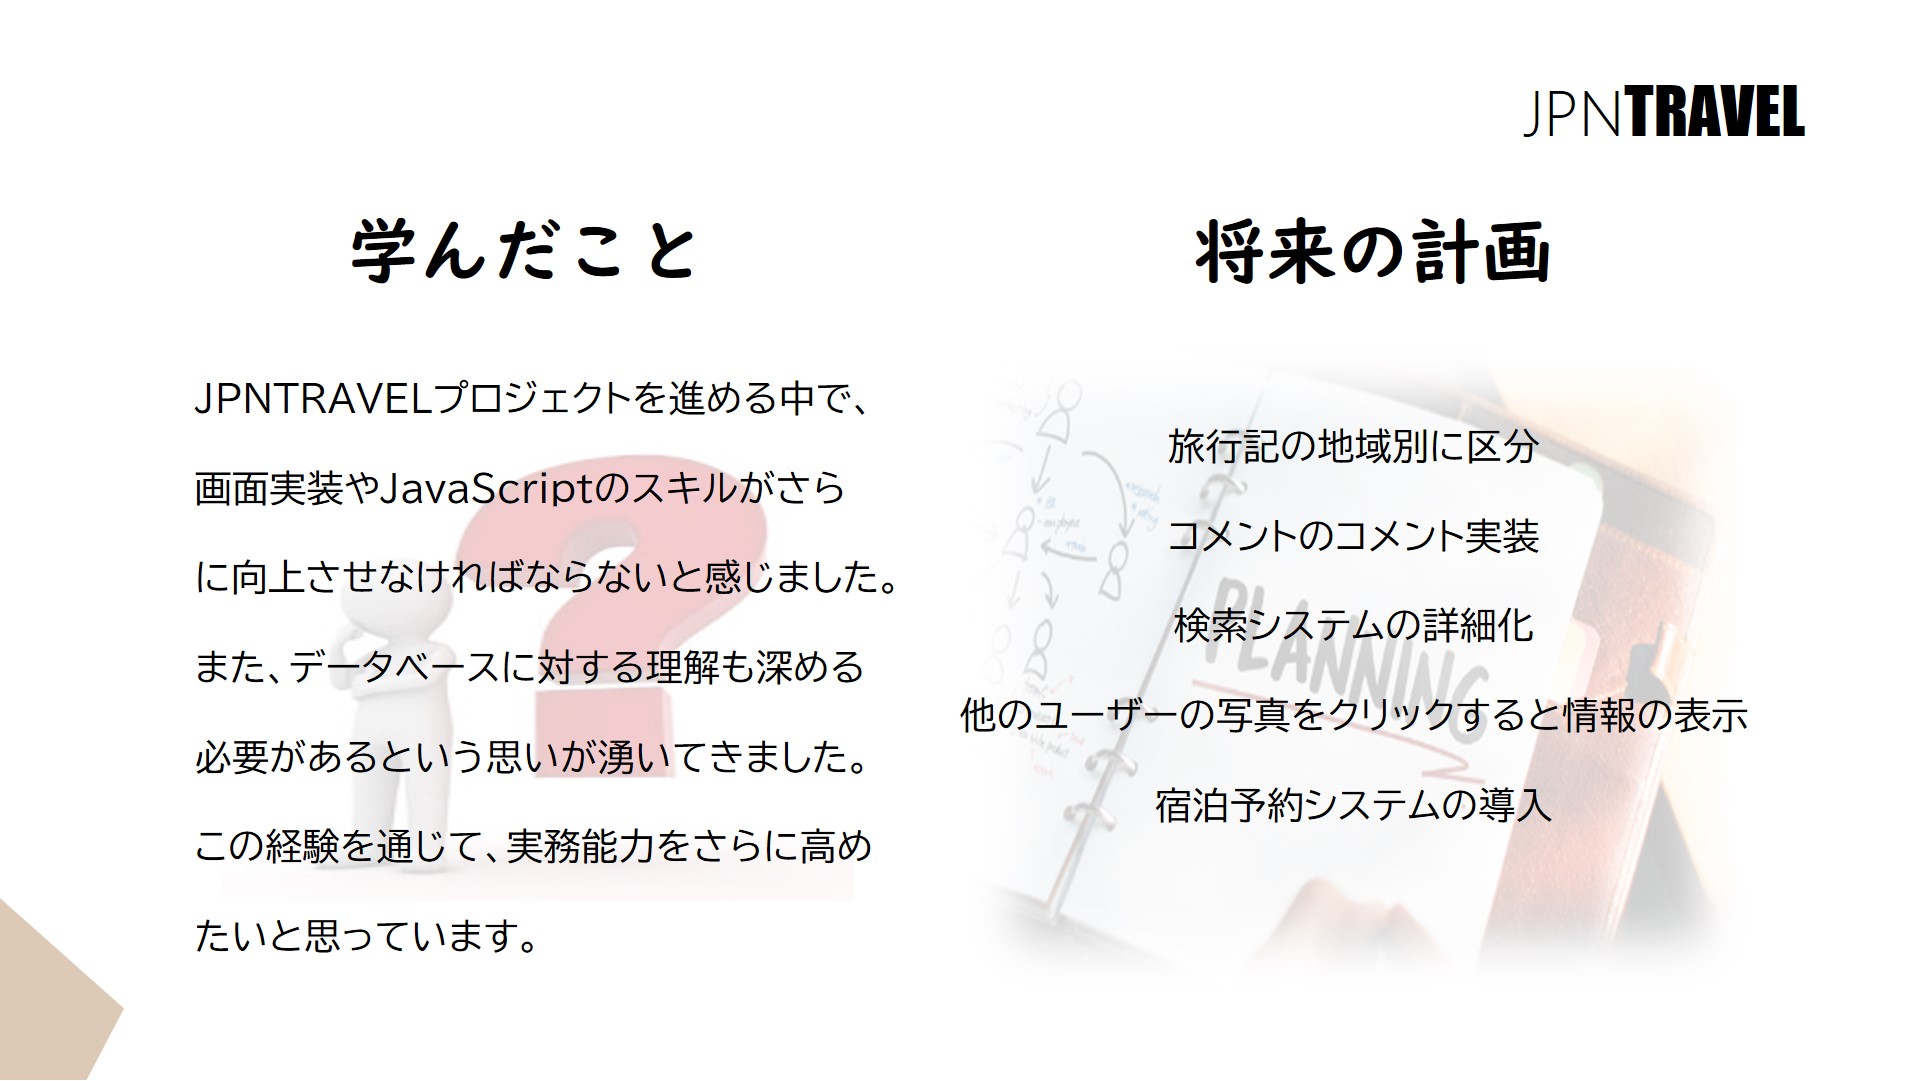 JPNTRAVEL
学んだこと
JPNTRAVELプロジェクトを進める中で、
画面実装やJavaScriptのスキルがさら
に向上させなければならないと感じました。
また、データベースに対する理解も深める
必要があるという思いが湧いてきました。
この経験を通じて、実務能力をさらに高め
たいと思っています。
将来の計画
旅行記の地域別に区分
コメントのコメント実装
検索システムの詳細化
他のユーザーの写真をクリックすると情報の表示
宿泊予約システムの導入
PLANNING
employee